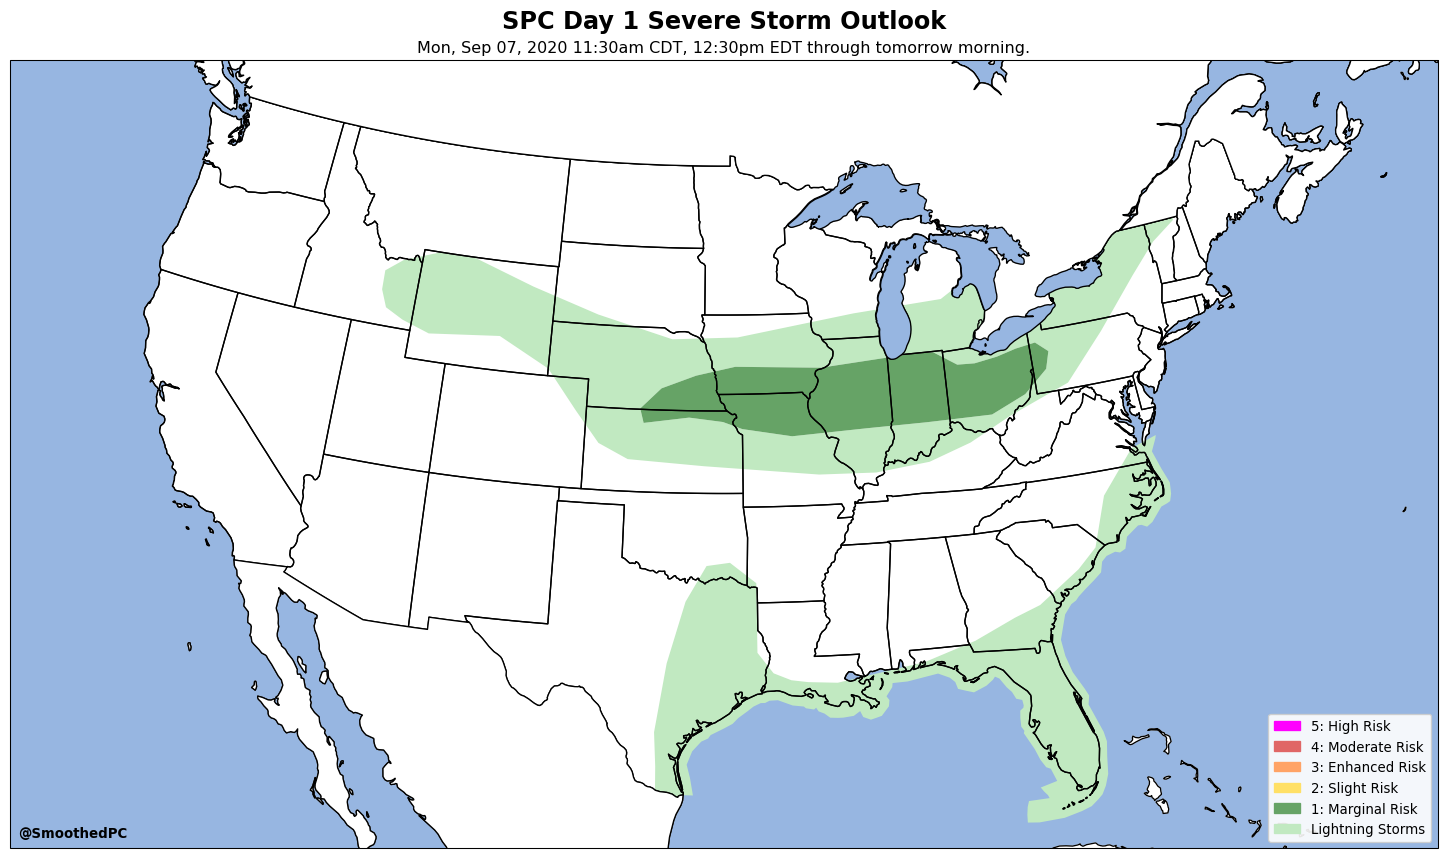 SPC Day 1 Severe Storm Outlook
Mon, Sep 07, 2020 11:30am CDT, 12:30pm EDT through tomorrow morning.
5: High Risk
4: Moderate Risk
3: Enhanced Risk
2: Slight Risk
1: Marginal Risk
Lightning Storms
@SmoothedPC